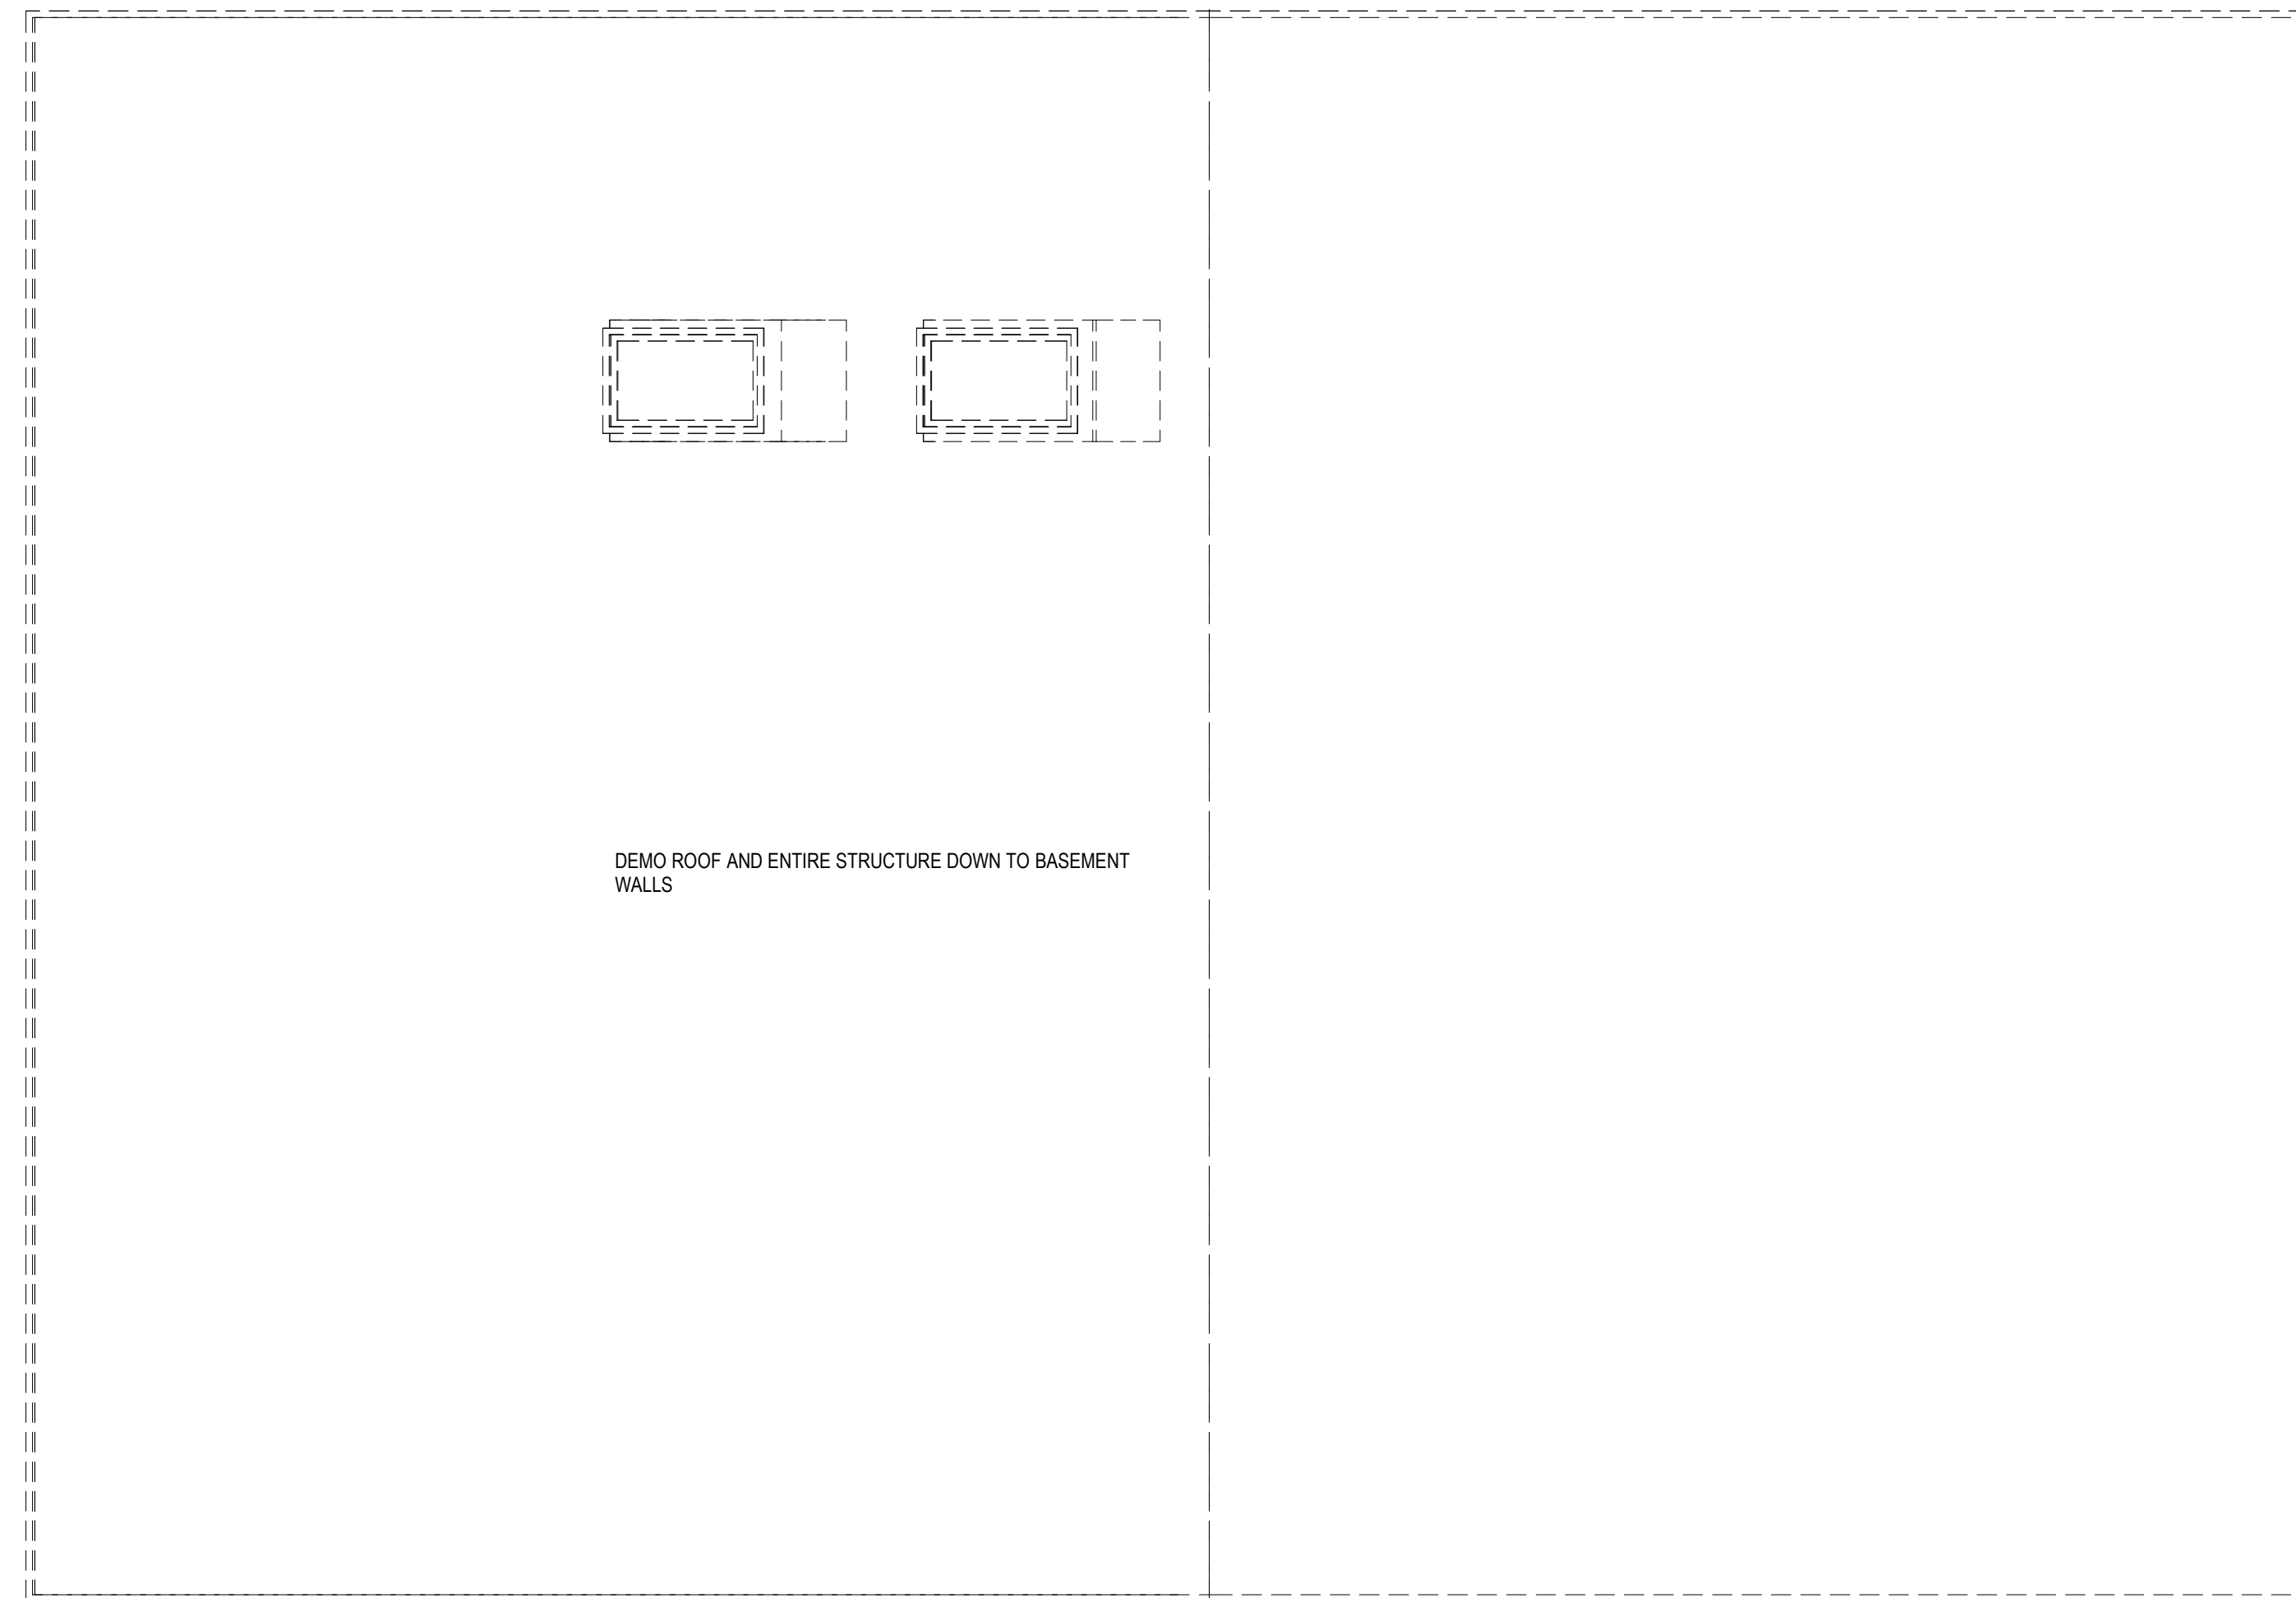 DEMO ROOF AND ENTIRE STRUCTURE DOWN TO BASEMENT
WALLS